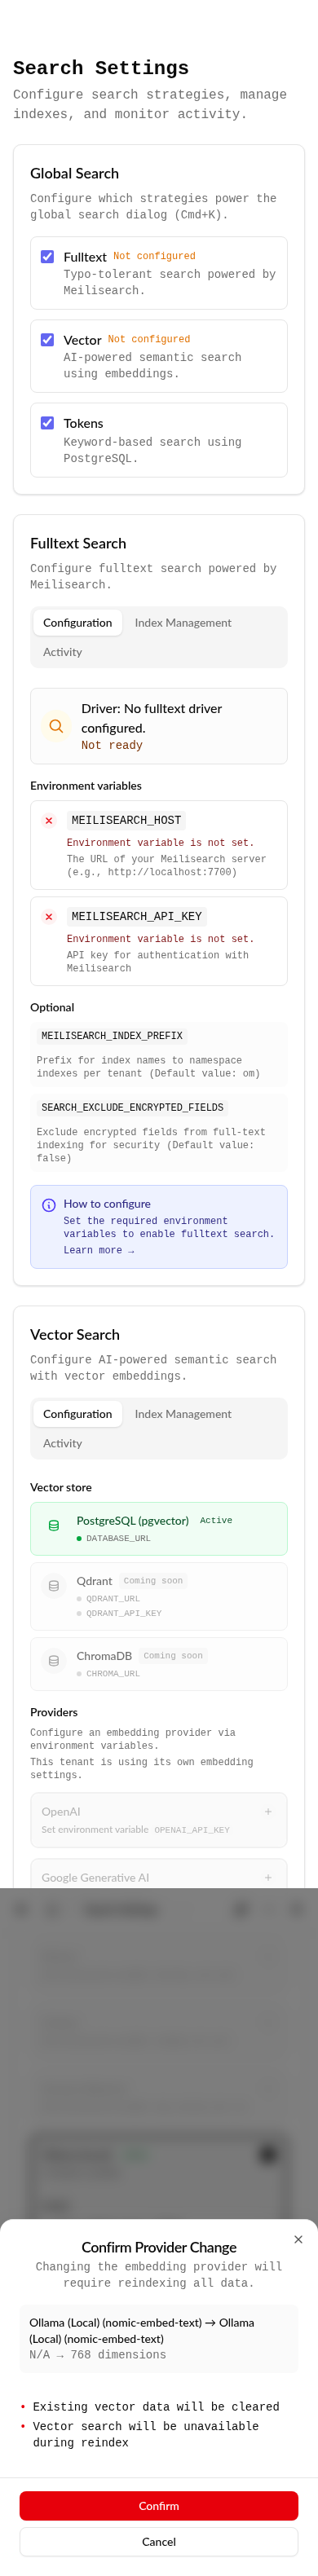 Search Settings
Configure search strategies, manage
indexes, and monitor activity.
Global Search
Configure which strategies power the
global search dialog (Cmd+K).
Fulltext Not configured
Typo-tolerant search powered by
Meilisearch.
Vector Not configured
AI-powered semantic search
using embeddings.
Tokens
Keyword-based search using
PostgreSQL.
Fulltext Search
Configure fulltext search powered by
Meilisearch.
Configuration Index Management
Activity
Driver: No fulltext driver
configured.
Not ready
Environment variables
MEILISEARCH_HOST
Environment variable is not set.
The URL of your Meilisearch server
(e.g., http://localhost:7700)
MEILISEARCH_API_KEY
Environment variable is not set.
API key for authentication with
Meilisearch
Optional
MEILISEARCH_INDEX_PREFIX
Prefix for index names to namespace
indexes per tenant (Default value: om)
SEARCH_EXCLUDE_ENCRYPTED_FIELDS
Exclude encrypted fields from full-text
indexing for security (Default value:
false)
How to configure
Set the required environment
variables to enable fulltext search.
Learn more →
Vector Search
Configure AI-powered semantic search
with vector embeddings.
Configuration Index Management
Activity
Vector store
PostgreSQL (pgvector) Active
DATABASE_URL
Qdrant Coming soon
QDRANT_URL
QDRANT_API_KEY
ChromaDB Coming soon
CHROMA_URL
Providers
Configure an embedding provider via
environment variables.
This tenant is using its own embedding
settings.
OpenAI +
Set environment variable OPENAI_API_KEY
Google Generative AI +
Confirm Provider Change
Changing the embedding provider will
require reindexing all data.
Ollama (Local) (nomic-embed-text) → Ollama
(Local) (nomic-embed-text)
N/A → 768 dimensions
• Existing vector data will be cleared
• Vector search will be unavailable
during reindex
Confirm
Cancel